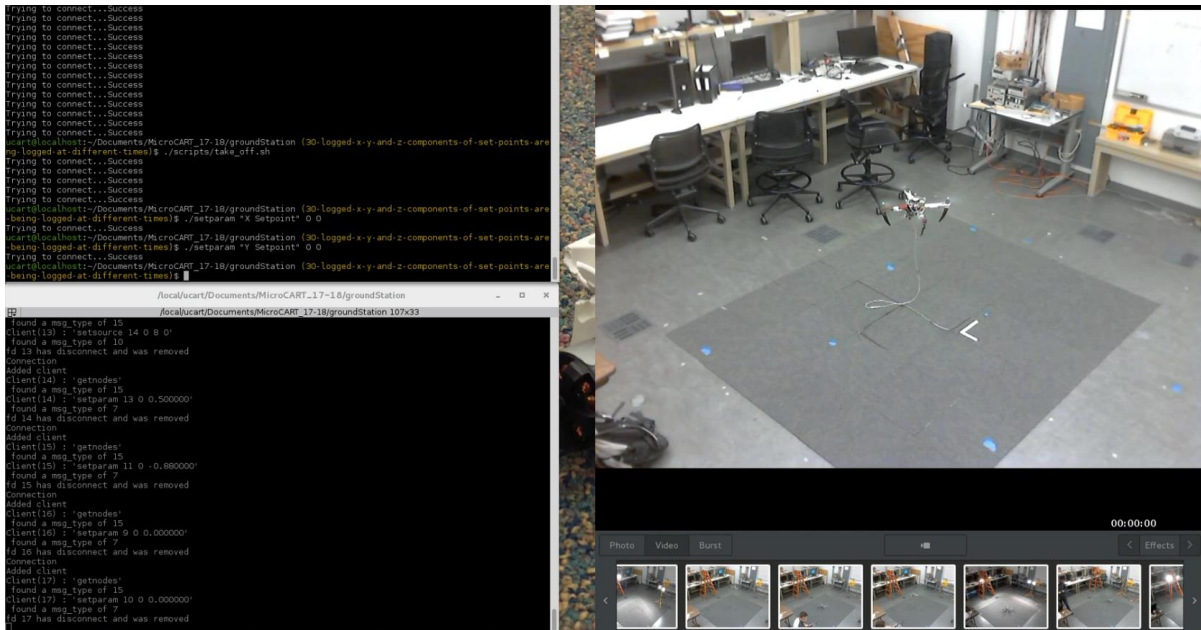 Trying to connect...Success
Trying to connect...Success
Trying to connect...Success
Trying to connect...Success
Trying to connect...Success
Trying to connect...Success
Trying to connect...Success
Trying to connect...Success
Trying to connect...Success
Trying to connect...Success
Trying to connect...Success
Trying to connect...Success
Trying to connect...Success
Trying to connect...Success
ucart@localhost:~/Documents/MicroCART_17-18/groundStation (30-logged-x-y-and-z-components-of-set-points-are
ng-logged-at-different-times)$ ./scripts/take_off.sh
Trying to connect...Success
Trying to connect...Success
Trying to connect...Success
Trying to connect...Success
Trying to connect...Success
ucart@localhost:~/Documents/MicroCART_17-18/groundStation (30-logged-x-y-and-z-components-of-set-points-are
-being-logged-at-different-times)$ ./setparam "X Setpoint" 0 0
Trying to connect...Success
ucart@localhost:~/Documents/MicroCART_17-18/groundStation (30-logged-x-y-and-z-components-of-set-points-are
-being-logged-at-different-times)$ ./setparam "Y Setpoint" 0 0
Trying to connect...Success
ucart@localhost:~/Documents/MicroCART_17-18/groundStation (30-logged-x-y-and-z-components-of-set-points-are
-being-logged-at-different-times)$
/local/ucart/Documents/MicroCART_17-18/groundStation
/local/ucart/Documents/MicroCART_17-18/groundStation 107x33
found a msg_type of 15
Client(13) : 'setsource 14 0 8 0'
found a msg_type of 10
fd 13 has disconnect and was removed
Connection
Added client
Client(14) : 'getnodes'
found a msg_type of 15
Client(14) : 'setparam 13 0 0.500000'
found a msg_type of 7
fd 14 has disconnect and was removed
Connection
Added client
Client(15) : 'getnodes'
found a msg_type of 15
Client(15) : 'setparam 11 0 -0.880000'
found a msg_type of 7
fd 15 has disconnect and was removed
Connection
Added client
Client(16) : 'getnodes'
found a msg_type of 15
Client(16) : 'setparam 9 0 0.000000'
found a msg_type of 7
fd 16 has disconnect and was removed
Connection
Added client
Client(17) : 'getnodes'
found a msg_type of 15
Client(17) : 'setparam 10 0 0.000000'
found a msg_type of 7
fd 17 has disconnect and was removed
00:00:00
Photo Video Burst
Effects